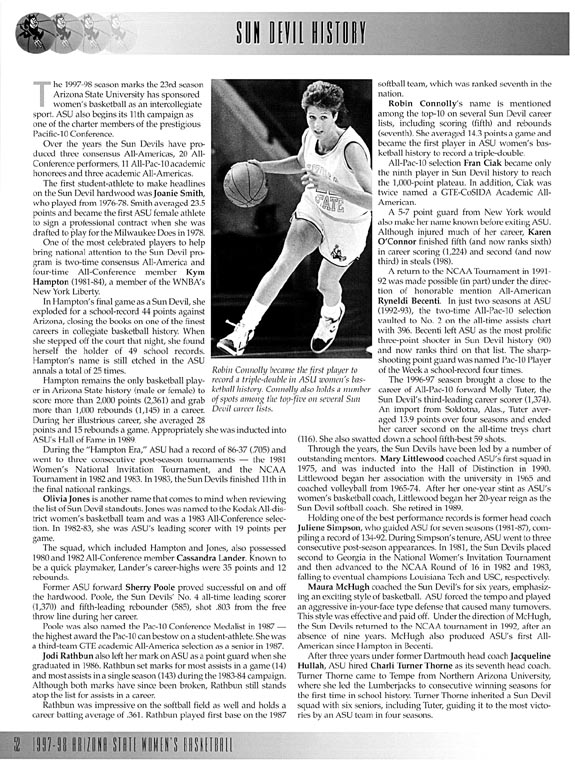 SUN DEVIL HISTORY
The 1997-98 season marks the 23rd season
Arizona State University has sponsored
women's basketball as an intercollegiate
sport. ASU also begins its 11th campaign as
one of the charter members of the prestigious
Pacific-10 Conference.
Over the years the Sun Devils have pro-
duced three consensus All-Americas, 20 All-
Conference performers, 11 All-Pac-10 academic
honorees and three academic All-Americas.
The first student-athlete to make headlines
on the Sun Devil hardwood was Joanie Smith,
who played from 1976-78. Smith averaged 23.5
points and became the first ASU female athlete
to sign a professional contract when she was
drafted to play for the Milwaukee Does in 1978.
One of the most celebrated players to help
bring national attention to the Sun Devil pro-
gram is two-time consensus All-America and
four-time All-Conference member Kym
Hampton (1981-84), a member of the WNBA's
New York Liberty.
In Hampton's final game as a Sun Devil, she
exploded for a school-record 44 points against
Arizona, closing the books on one of the finest
careers in collegiate basketball history. When
she stepped off the court that night, she found
herself the holder of 49 school records.
Hampton's name is still etched in the ASU
annals a total of 25 times.
Hampton remains the only basketball play-
er in Arizona State history (male or female) to
score more than 2,000 points (2,361) and grab
more than 1,000 rebounds (1,145) in a career.
During her illustrious career, she averaged 28
points and 15 rebounds a game. Appropriately she was inducted into
ASU's Hall of Fame in 1989.
During the "Hampton Era," ASU had a record of 86-37 (.705) and
went to three consecutive post-season tournaments — the 1981
Women's National Invitation Tournament, and the NCAA
Tournament in 1982 and 1983. In 1983, the Sun Devils finished 11th in
the final national rankings.
Olivia Jones is another name that comes to mind when reviewing
the list of Sun Devil standouts. Jones was named to the Kodak All-dis-
trict women's basketball team and was a 1983 All-Conference selec-
tion. In 1982-83, she was ASU's leading scorer with 19 points per
game.
The squad, which included Hampton and Jones, also possessed
1980 and 1982 All-Conference member Cassandra Lander. Known to
be a quick playmaker, Lander's career-highs were 35 points and 12
rebounds.
Former ASU forward Sherry Poole proved successful on and off
the hardwood. Poole, the Sun Devils' No. 4 all-time leading scorer
(1,370) and fifth-leading rebounder (585), shot .803 from the free
throw line during her career.
Poole was also named the Pac-10 Conference Medalist in 1987 —
the highest award the Pac-10 can bestow on a student-athlete. She was
a third-team GTE academic All-America selection as a senior in 1987.
Jodi Rathbun also left her mark on ASU as a point guard when she
graduated in 1986. Rathbun set marks for most assists in a game (14)
and most assists in a single season (143) during the 1983-84 campaign.
Although both marks have since been broken, Rathbun still stands
atop the list for assists in a career.
Rathbun was impressive on the softball field as well and holds a
career batting average of .361. Rathbun played first base on the 1987
STATE
Robin Connolly became the first player to
record a triple-double in ASU women's bas-
ketball history. Connolly also holds a number
of spots among the top-five on several Sun
Devil career lists.
softball team, which was ranked seventh in the
nation.
Robin Connolly's name is mentioned
among the top-10 on several Sun Devil career
lists, including scoring (fifth) and rebounds
(seventh). She averaged 14.3 points a game and
became the first player in ASU women's bas-
ketball history to record a triple-double.
All-Pac-10 selection Fran Ciak became only
the ninth player in Sun Devil history to reach
the 1,000-point plateau. In addition, Ciak was
twice named a GTE-CoSIDA Academic All-
American.
A 5-7 point guard from New York would
also make her name known before exiting ASU.
Although injured much of her career, Karen
O'Connor finished fifth (and now ranks sixth)
in career scoring (1,224) and second (and now
third) in steals (198).
A return to the NCAA Tournament in 1991-
92 was made possible (in part) under the direc-
tion of honorable mention All-American
Ryneldi Becenti. In just two seasons at ASU
(1992-93), the two-time All-Pac-10 selection
vaulted to No. 2 on the all-time assists chart
with 396. Becenti left ASU as the most prolific
three-point shooter in Sun Devil history (90)
and now ranks third on that list. The sharp-
shooting point guard was named Pac-10 Player
of the Week a school-record four times.
The 1996-97 season brought a close to the
career of All-Pac-10 forward Molly Tuter, the
Sun Devil's third-leading career scorer (1,374).
An import from Soldotna, Alas., Tuter aver-
aged 13.9 points over four seasons and ended
her career second on the all-time treys chart
(116). She also swatted down a school fifth-best 59 shots.
Through the years, the Sun Devils have been led by a number of
outstanding mentors. Mary Littlewood coached ASU's first squad in
1975, and was inducted into the Hall of Distinction in 1990.
Littlewood began her association with the university in 1965 and
coached volleyball from 1965-74. After her one-year stint as ASU's
women's basketball coach, Littlewood began her 20-year reign as the
Sun Devil softball coach. She retired in 1989.
Holding one of the best performance records is former head coach
Juliene Simpson, who guided ASU for seven seasons (1981-87), com-
piling a record of 134-92. During Simpson's tenure, ASU went to three
consecutive post-season appearances. In 1981, the Sun Devils placed
second to Georgia in the National Women's Invitation Tournament
and then advanced to the NCAA Round of 16 in 1982 and 1983,
falling to eventual champions Louisiana Tech and USC, respectively.
Maura McHugh coached the Sun Devil's for six years, emphasiz-
ing an exciting style of basketball. ASU forced the tempo and played
an aggressive in-your-face type defense that caused many turnovers.
This style was effective and paid off. Under the direction of McHugh,
the Sun Devils returned to the NCAA tournament in 1992, after an
absence of nine years. McHugh also produced ASU's first All-
American since Hampton in Becenti.
After three years under former Dartmouth head coach Jacqueline
Hullah, ASU hired Charli Turner Thorne as its seventh head coach.
Turner Thorne came to Tempe from Northern Arizona University,
where she led the Lumberjacks to consecutive winning seasons for
the first time in school history. Turner Thorne inherited a Sun Devil
squad with six seniors, including Tuter, guiding it to the most victo-
ries by an ASU team in four seasons.
52 1997-98 ARIZONA STATE WOMEN'S BASKETBALL